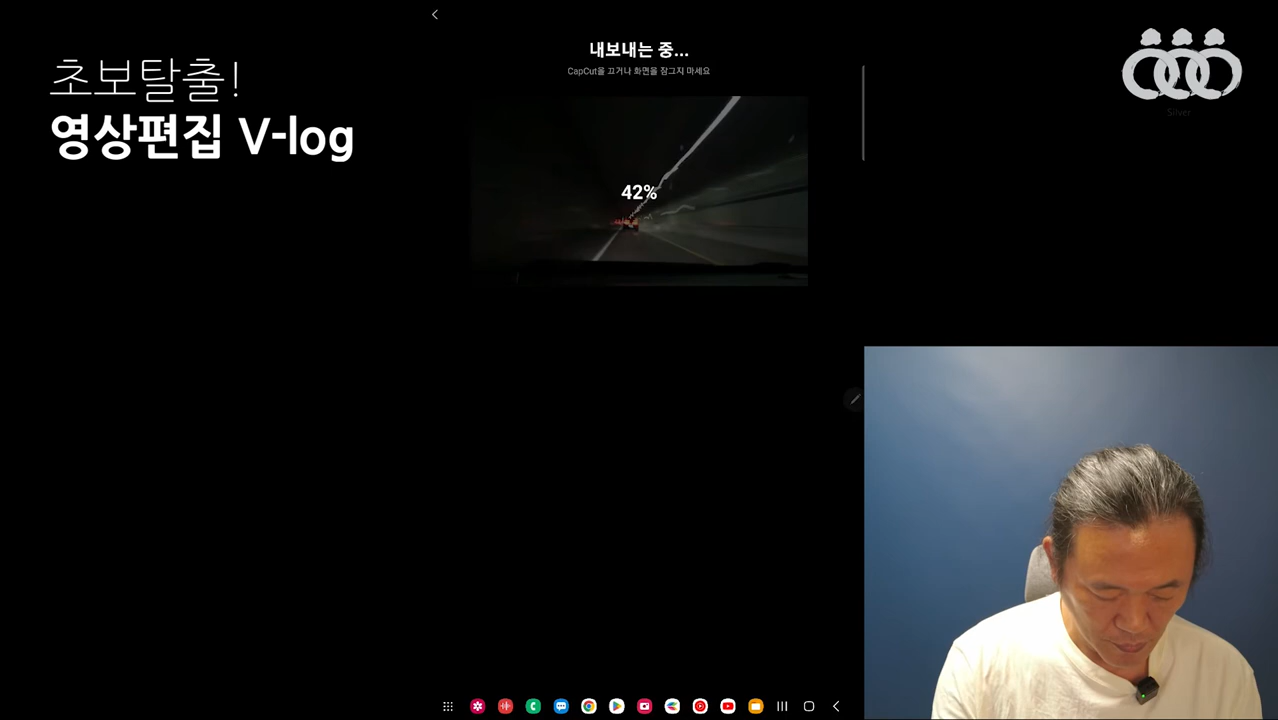 초보탈출!
영상편집 V-log
내보내는 중...
CapCut을 끄거나 화면을 잠그지 마세요
42%
Silver